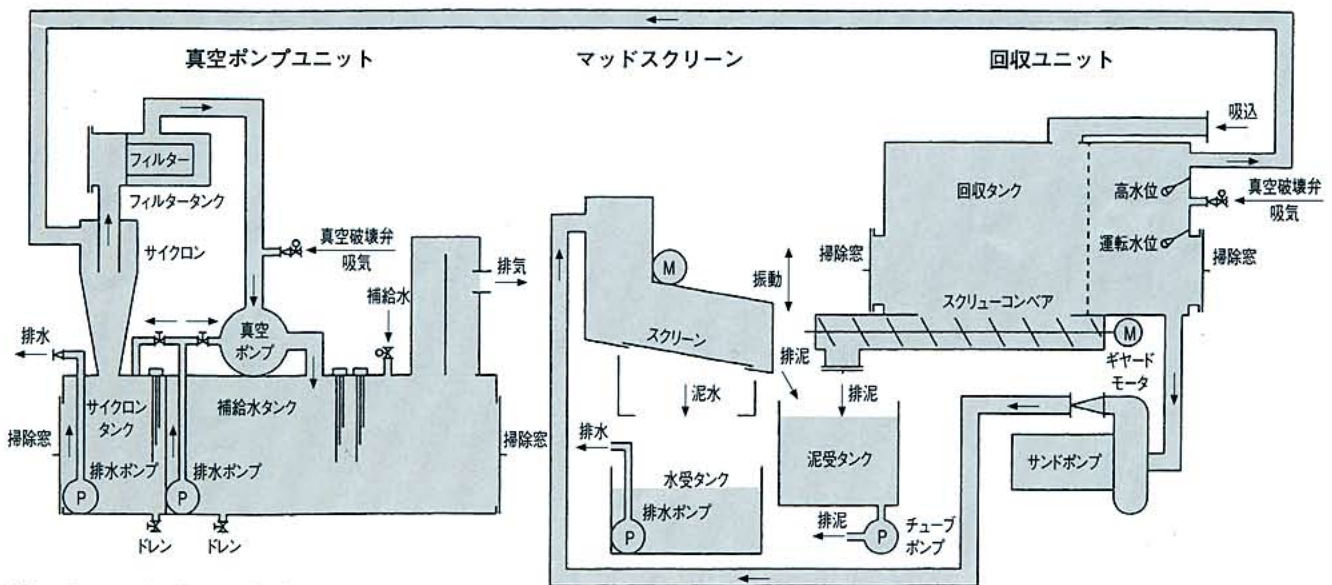 真空ポンプユニット
マッドスクリーン
回収ユニット
フィルター
フィルタータンク
サイクロン
真空破壊弁
吸気
補給水
排気
排水
真空
ポンプ
サイクロン
タンク
補給水タンク
掃除窓
掃除窓
排水ポンプ
排水ポンプ
P
P
ドレン
ドレン
M
振動
スクリーン
泥水
排泥
排泥
排水
水受タンク
排水ポンプ
P
泥受タンク
排泥
P
チューブ
ポンプ
吸込
回収タンク
高水位
真空破壊弁
吸気
運転水位
掃除窓
掃除窓
スクリューコンベア
M
ギヤード
モータ
サンドポンプ